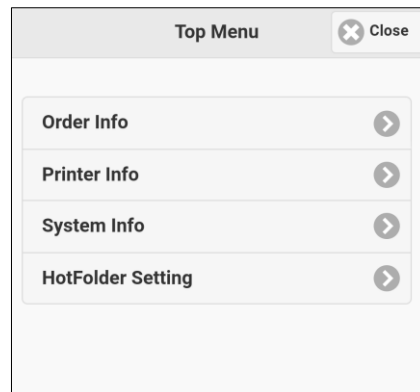 Top Menu
Close
Order Info
Printer Info
System Info
HotFolder Setting